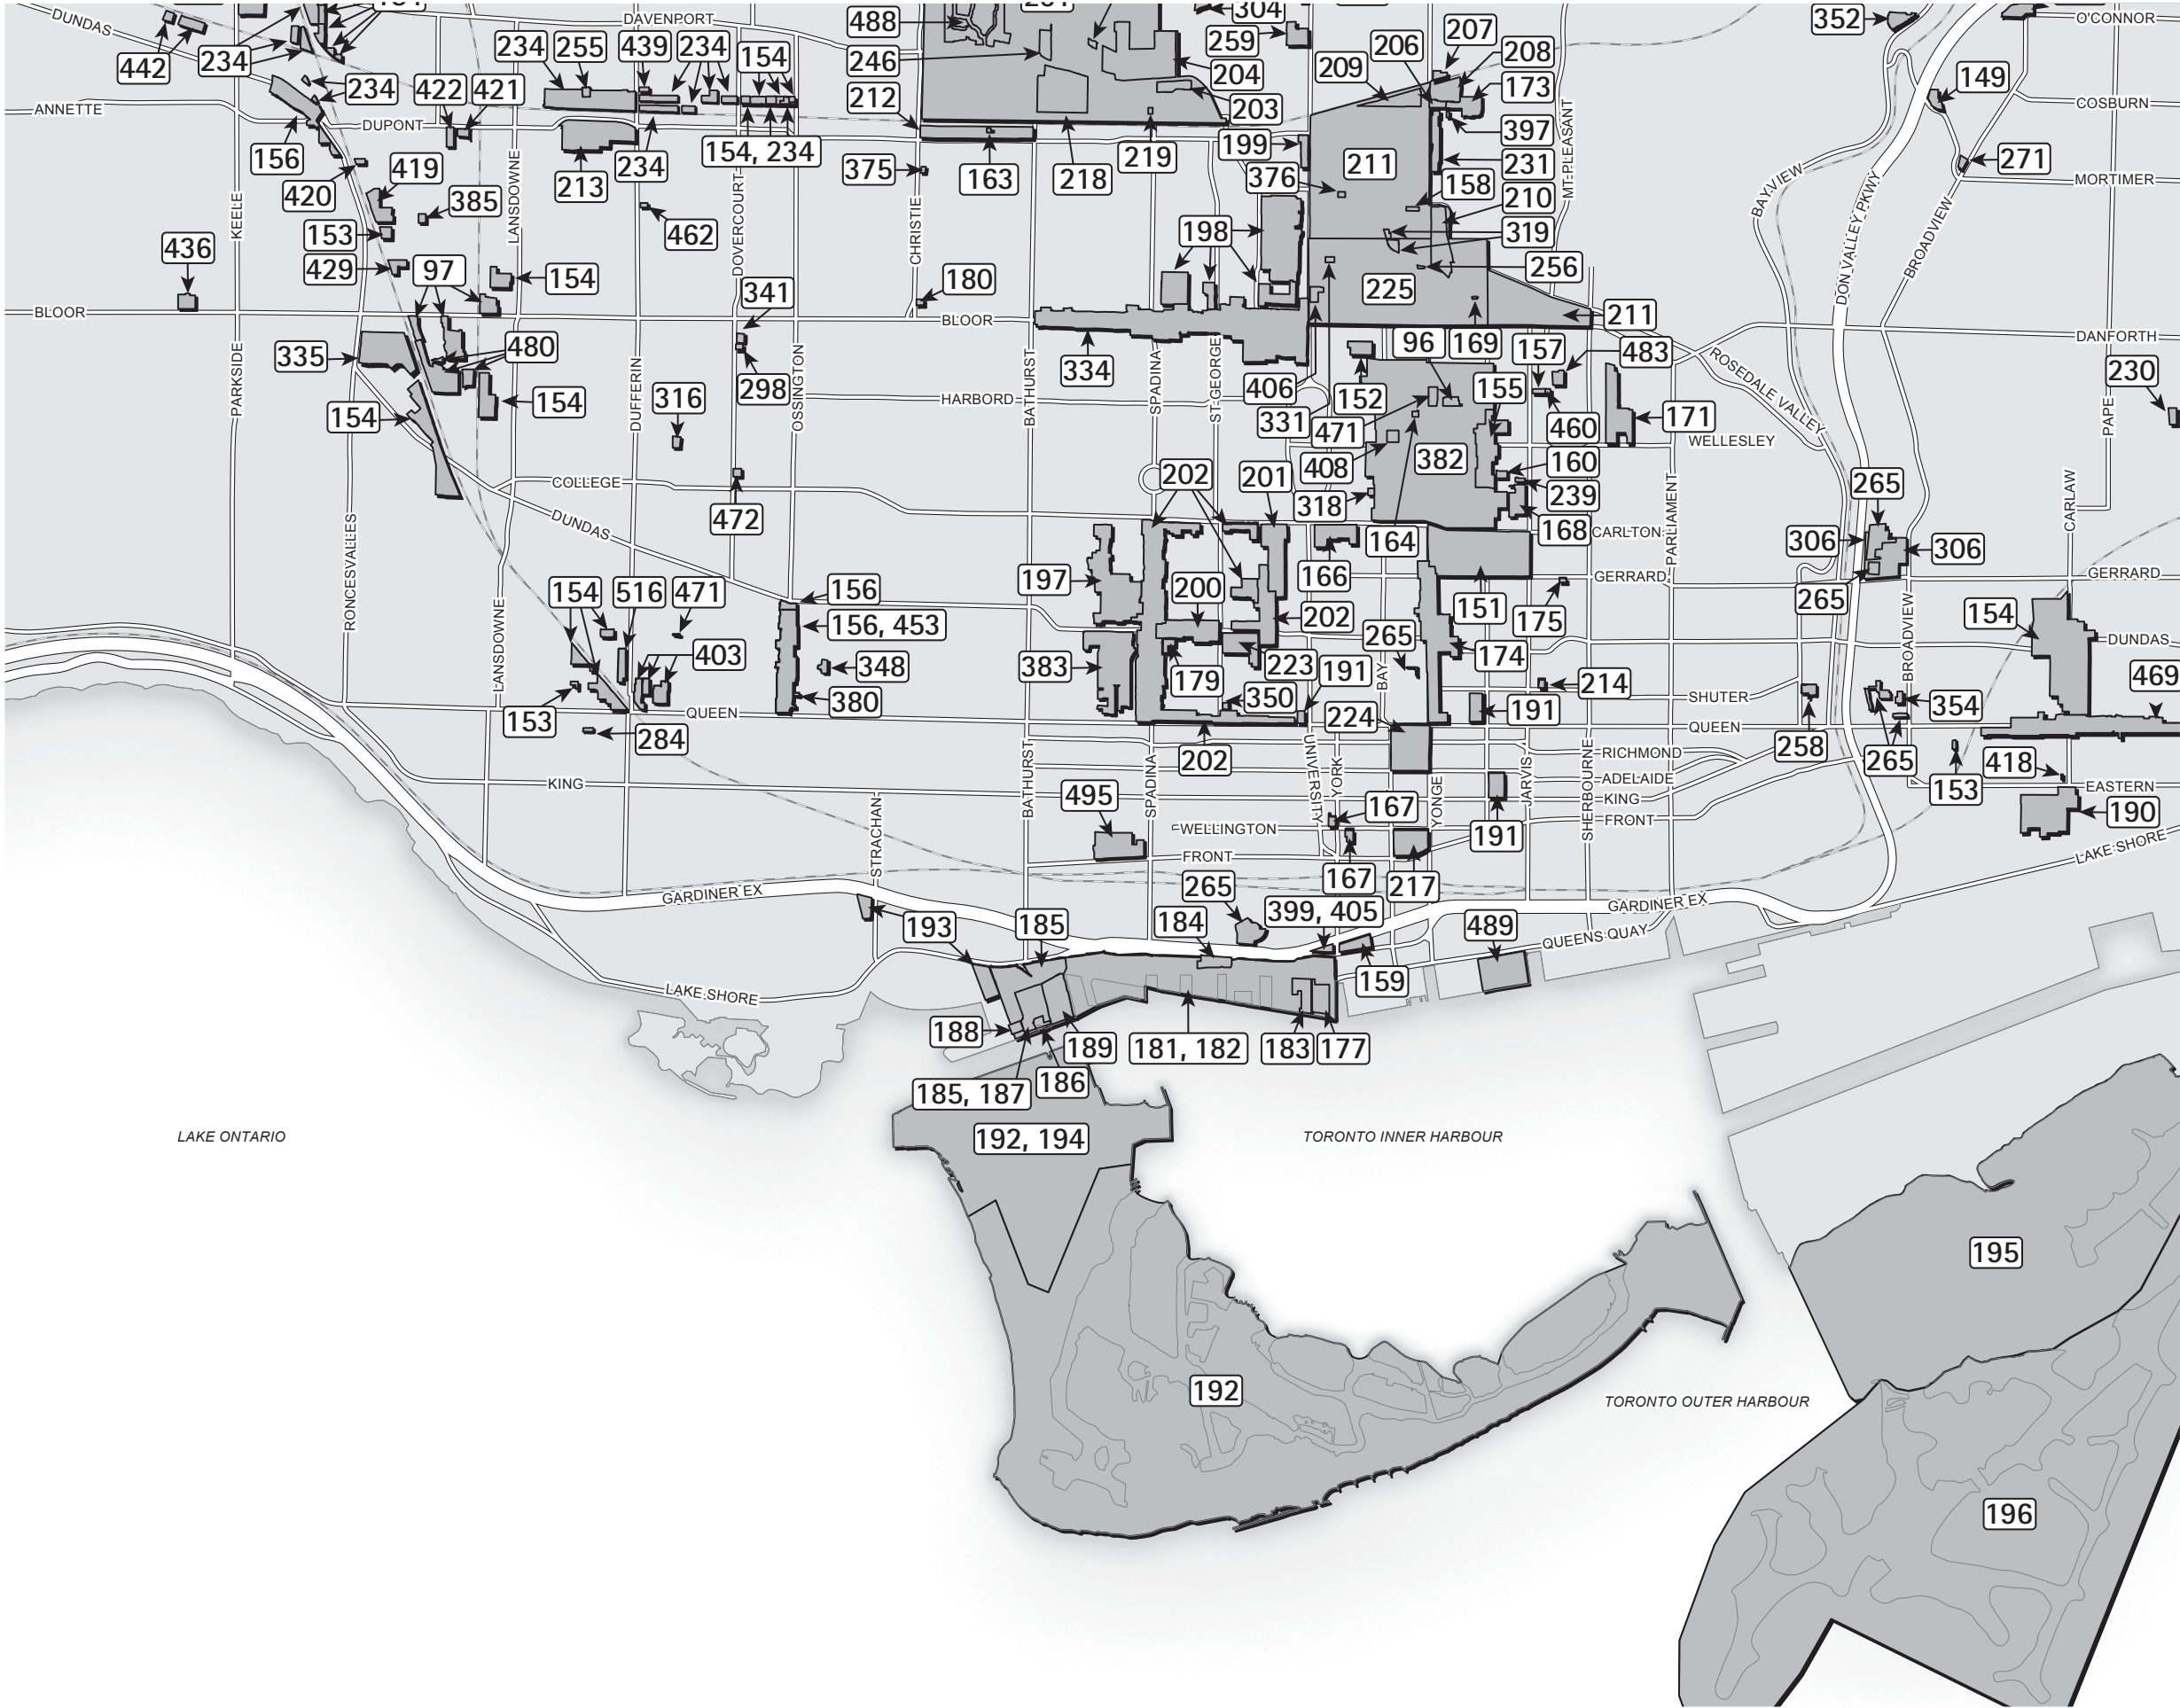 DUNDAS
DAVENPORT
488
304
352
O'CONNOR
442
234
234
255
439
234
154
246
259
204
206
207
209
208
173
149
ANNETTE
234
422
421
212
203
COSBURN
DUPONT
156
LANSDOWNE
213
234
154, 234
375
163
218
219
199
211
397
231
MT-PLEASANT
271
420
419
385
376
158
210
MORTIMER
KEELE
153
462
DOVERCOURT
CHRISTIE
198
319
BAYVIEW
DON VALLEY PKWY
BROADVIEW
436
429
97
154
341
180
256
225
BLOOR
BLOOR
211
DANFORTH
335
480
298
334
406
96
169
157
483
ROSEDALE VALLEY
230
PARKSIDE
154
154
316
DUFFERIN
OSSINGTON
HARBORD
BATHURST
SPADINA
ST-GEORGE
331
152
471
155
460
171
PAPE
WELLESLEY
408
382
COLLEGE
472
202
201
318
160
239
265
DUNDAS
164
168
CARLTON
PARLIAMENT
CARLAW
RONCESVALLES
306
306
197
200
166
151
GERRARD
GERRARD
154
516
471
156
156, 453
202
175
265
154
LANSDOWNE
403
348
383
179
223
191
265
174
BAY
BROADVIEW
DUNDAS
153
380
350
214
SHUTER
354
469
QUEEN
284
224
191
QUEEN
258
265
202
UNIVERSITY
YORK
RICHMOND
153
418
KING
BATHURST
SPADINA
YONGE
JARVIS
SHERBOURNE
ADELAIDE
KING
EASTERN
495
167
191
FRONT
190
STRACHAN
WELLINGTON
FRONT
167
217
LAKE SHORE
GARDINER EX
265
399, 405
GARDINER EX
193
185
184
489
QUEENS QUAY
159
LAKE SHORE
188
189
181, 182
183
177
185, 187
186
LAKE ONTARIO
192, 194
TORONTO INNER HARBOUR
195
192
TORONTO OUTER HARBOUR
196